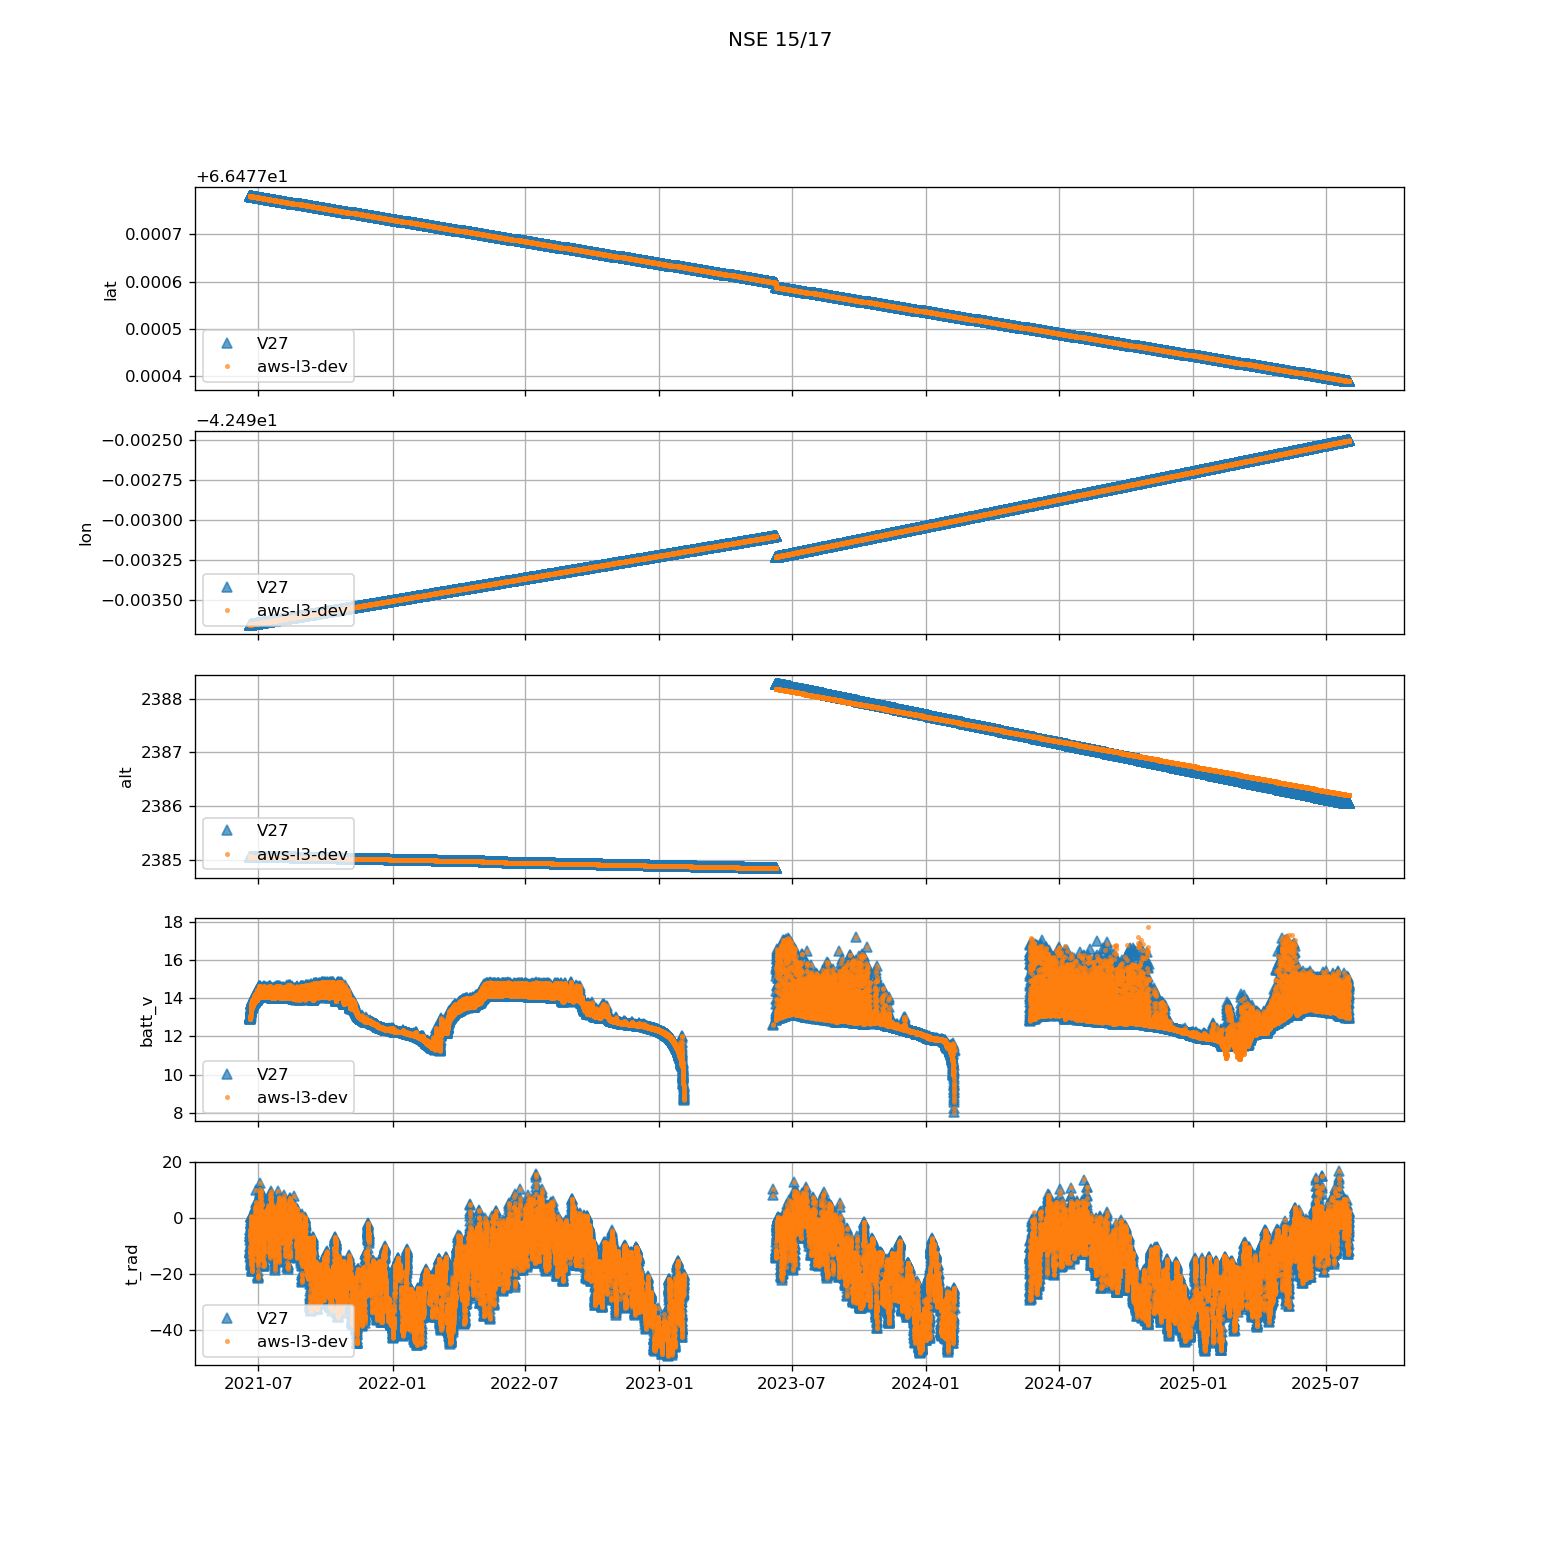 NSE 15/17
+6.6477e1
0.0007
0.0006
0.0005
0.0004
lat
V27
aws-l3-dev
−4.249e1
−0.00250
−0.00275
−0.00300
−0.00325
−0.00350
lon
V27
aws-l3-dev
2388
2387
2386
2385
alt
V27
aws-l3-dev
18
16
14
12
10
8
batt_v
V27
aws-l3-dev
20
0
−20
−40
t_rad
V27
aws-l3-dev
2021-07 2022-01 2022-07 2023-01 2023-07 2024-01 2024-07 2025-01 2025-07